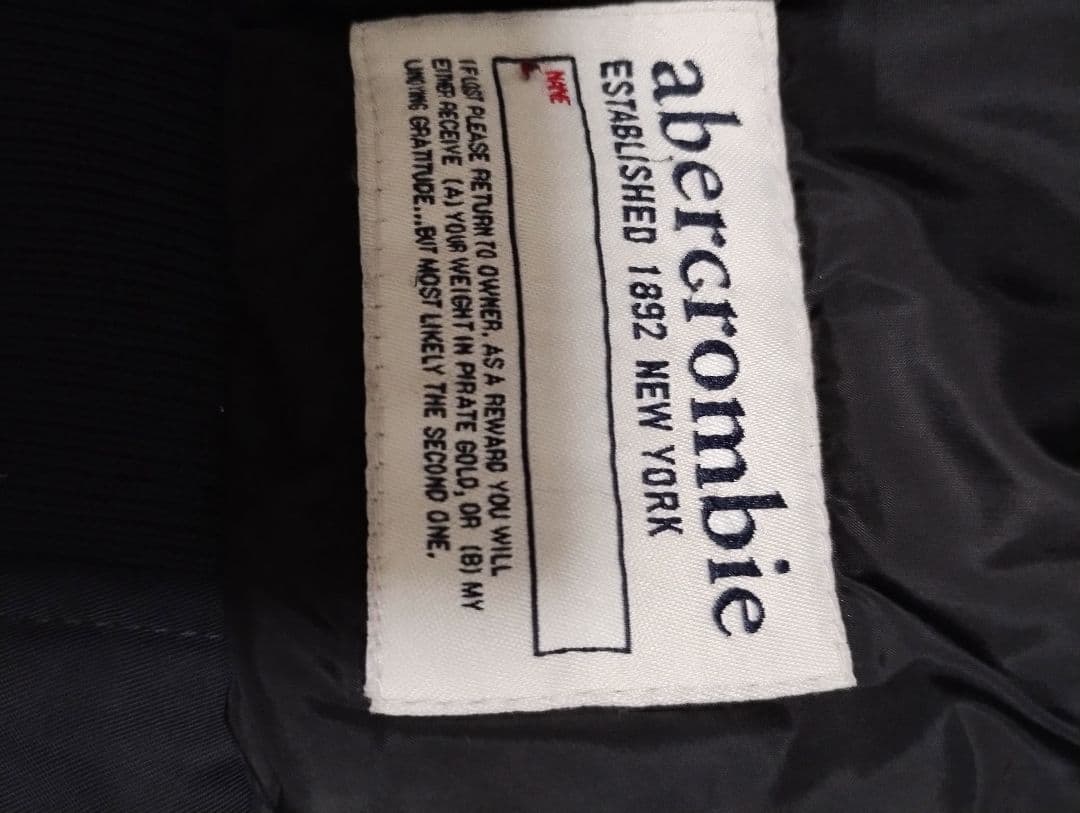 abercrombie
ESTABLISHED 1892 NEW YORK
NAME
IF LOST PLEASE RETURN TO OWNER. AS A REWARD YOU WILL
EITHER RECEIVE (A) YOUR WEIGHT IN PIRATE GOLD, OR (B) MY
UNDYING GRATITUDE...BUT MOST LIKELY THE SECOND ONE.